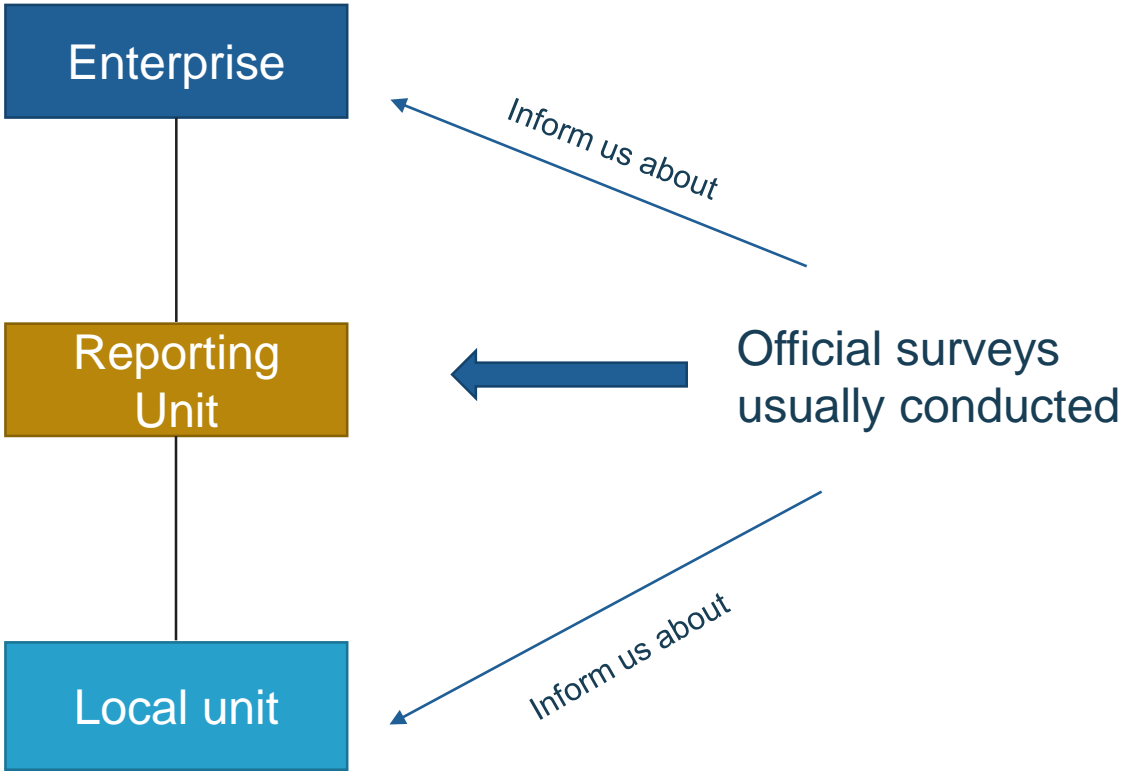 Enterprise
Inform us about
Reporting
Unit
Official surveys
usually conducted
Inform us about
Local unit